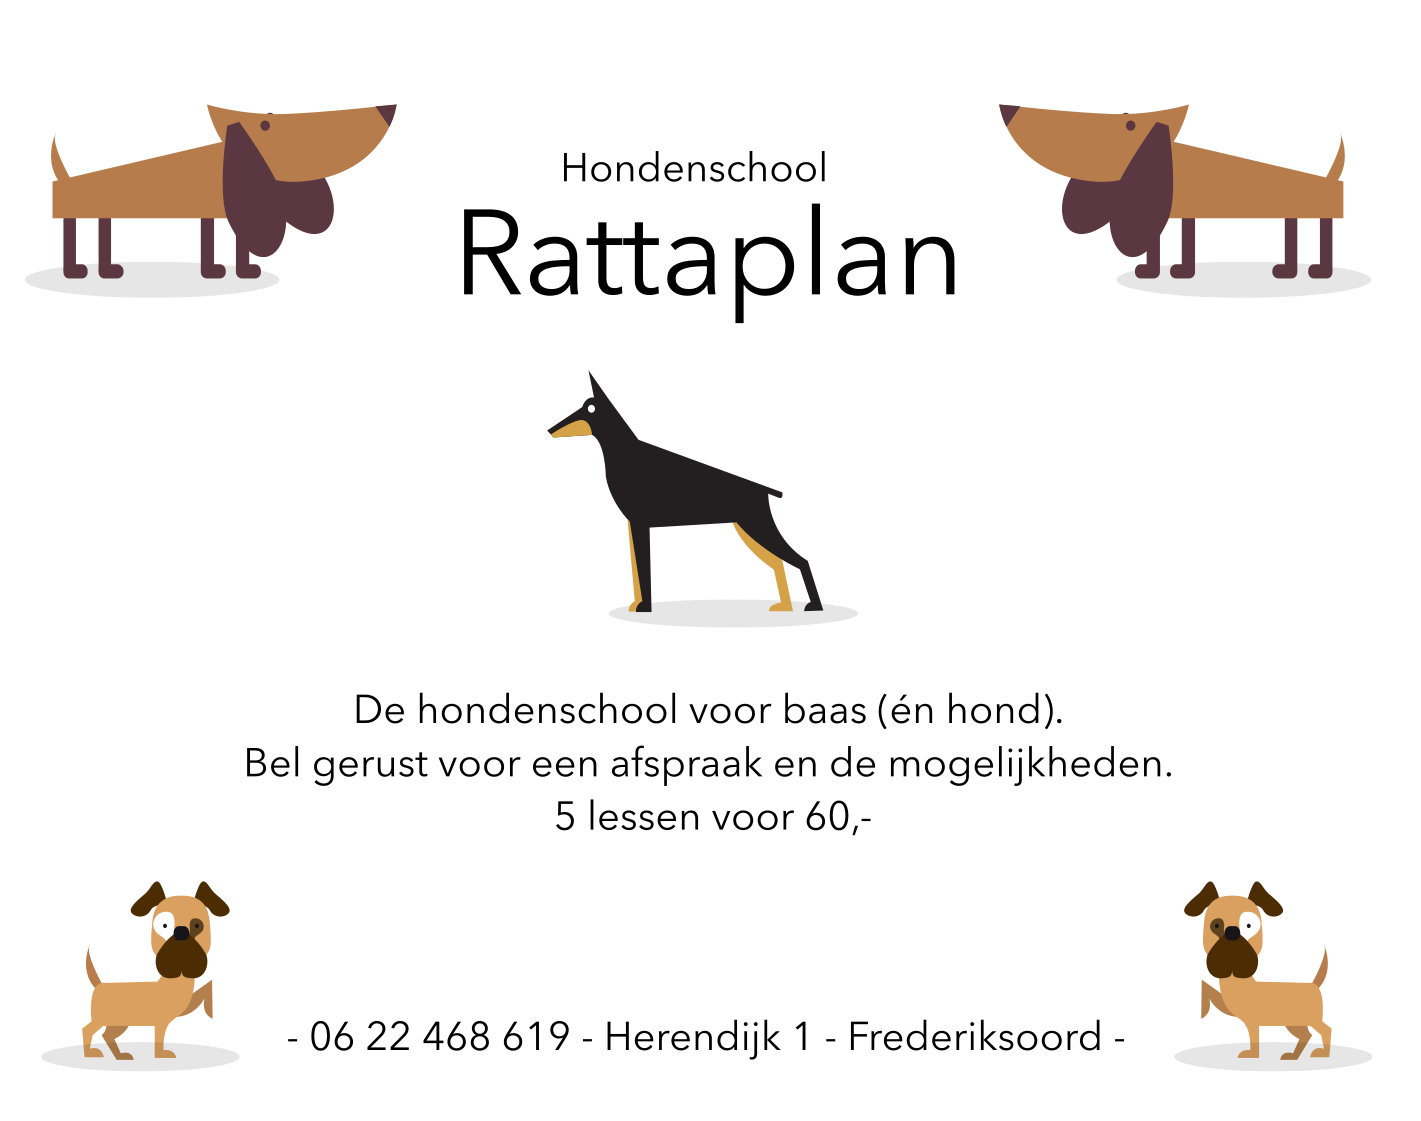 Hondenschool
Rattaplan
De hondenschool voor baas (én hond).
Bel gerust voor een afspraak en de mogelijkheden.
5 lessen voor 60,-
- 06 22 468 619 - Herendijk 1 - Frederiksoord -